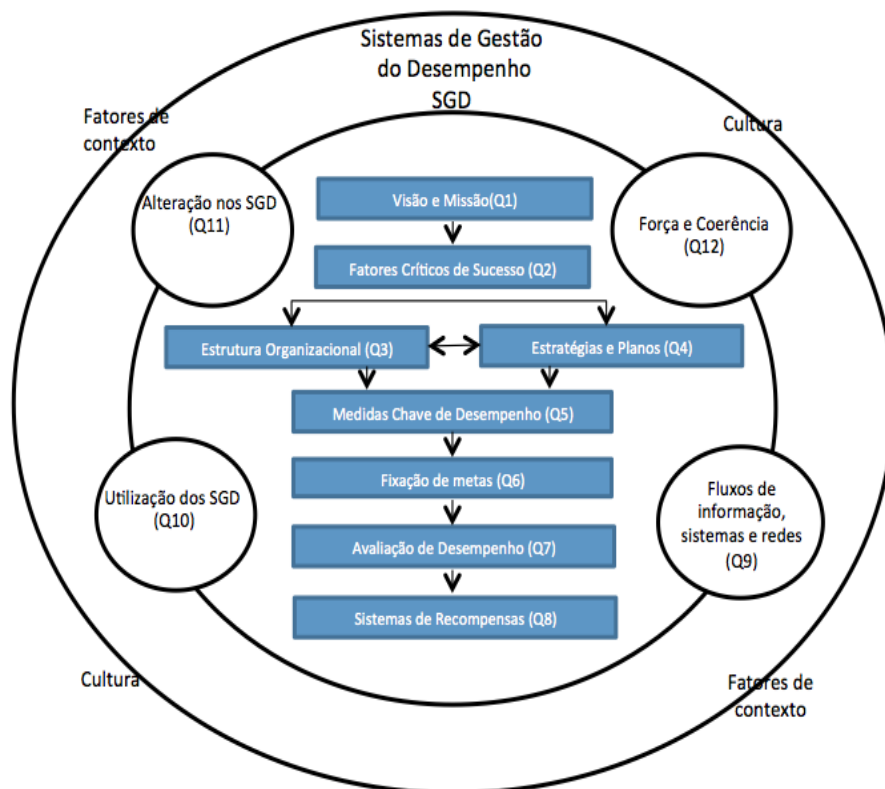 Sistemas de Gestão
do Desempenho
SGD
Fatores de
contexto
Cultura
Alteração nos SGD
(Q11)
Visão e Missão(Q1)
Força e Coerência
(Q12)
Fatores Críticos de Sucesso (Q2)
Estrutura Organizacional (Q3)
Estratégias e Planos (Q4)
Medidas Chave de Desempenho (Q5)
Fixação de metas (Q6)
Utilização dos SGD
(Q10)
Fluxos de
informação,
sistemas e redes
(Q9)
Avaliação de Desempenho (Q7)
Sistemas de Recompensas (Q8)
Cultura
Fatores de
contexto